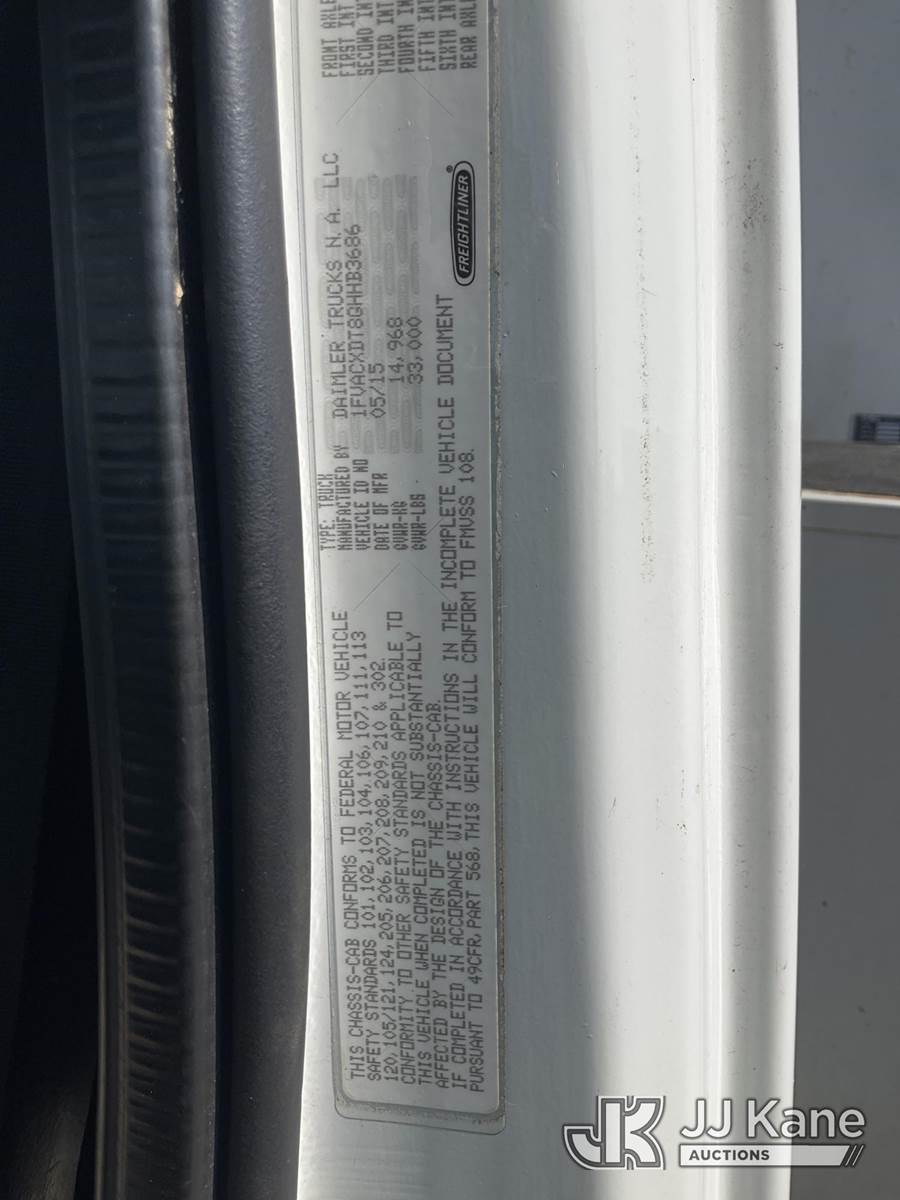 THIS CHASSIS-CAB CONFORMS TO FEDERAL MOTOR VEHICLE
SAFETY STANDARDS 101,102,103,104,106,107,111,113
120,105/121,124,205,206,207,208,209,210 & 302.
CONFORMITY TO OTHER SAFETY STANDARDS APPLICABLE TO
THIS VEHICLE WHEN COMPLETED IS NOT SUBSTANTIALLY
AFFECTED BY THE DESIGN OF THE CHASSIS-CAB.
IF COMPLETED IN ACCORDANCE WITH INSTRUCTIONS IN THE INCOMPLETE VEHICLE DOCUMENT
PURSUANT TO 49CFR,PART 568,THIS VEHICLE WILL CONFORM TO FMVSS 108.
TYPE: TRUCK
MANUFACTURED BY DAIMLER TRUCKS N.A. LLC
VEHICLE ID NO 1FVACXDT8GHHB3686
DATE OF MFR 05/15
GVWR-KG 14,968
GVWR-LBS 33,000
FREIGHTLINER®
FRONT AXLE
FIRST INT
SECOND INT
THIRD INT
FOURTH IN
FIFTH INT
SIXTH INT
REAR AXL
JK JJ Kane
AUCTIONS